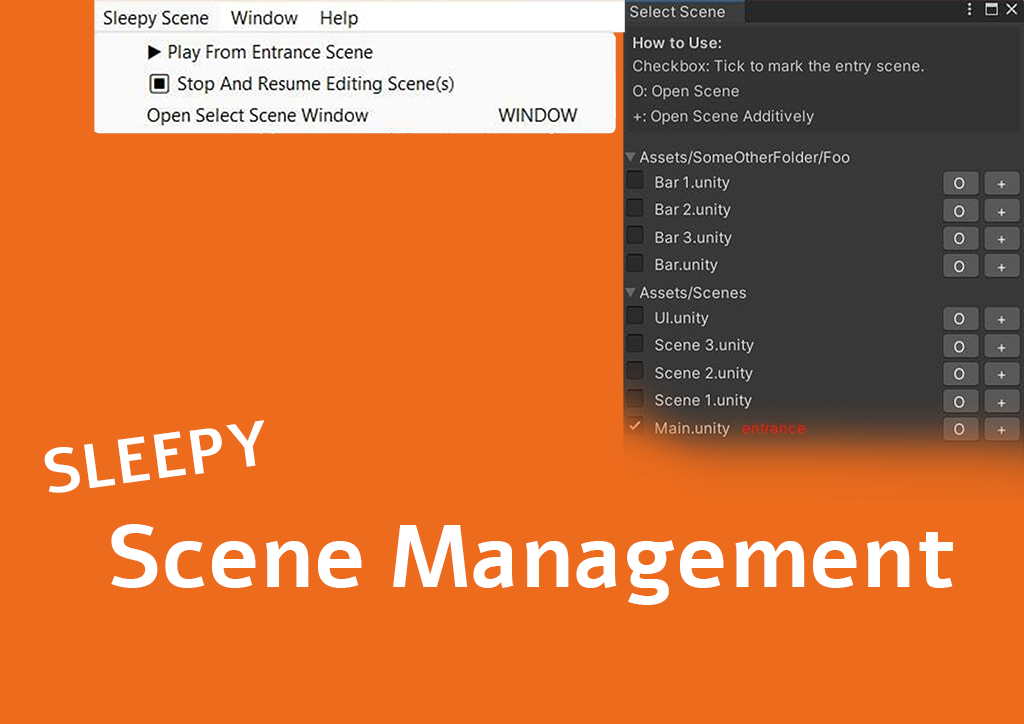 Sleepy Scene Window Help
Play From Entrance Scene
Stop And Resume Editing Scene(s)
Open Select Scene Window WINDOW
Select Scene
How to Use:
Checkbox: Tick to mark the entry scene.
O: Open Scene
+: Open Scene Additively
Assets/SomeOtherFolder/Foo
Bar 1.unity O +
Bar 2.unity O +
Bar 3.unity O +
Bar.unity O +
Assets/Scenes
UI.unity O +
Scene 3.unity O +
Scene 2.unity O +
Scene 1.unity O +
Main.unity entrance O +
SLEEPY
Scene Management